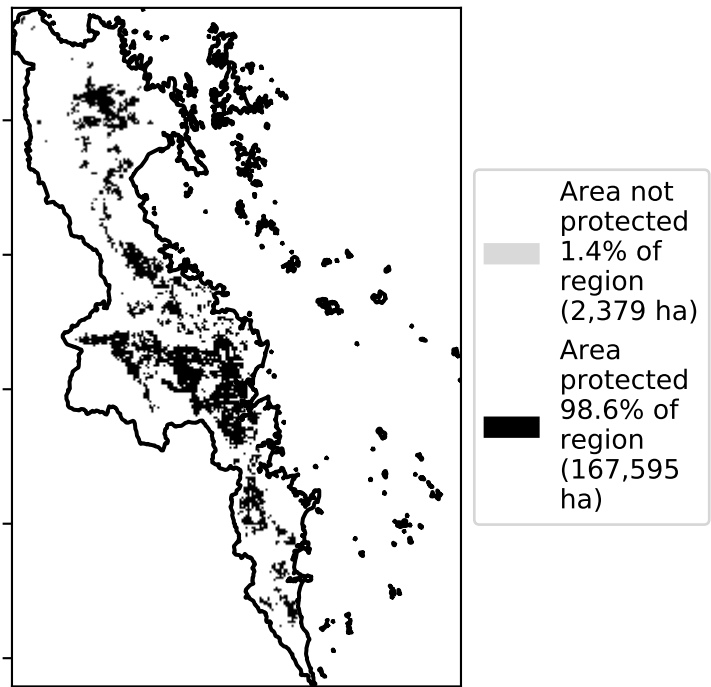 Area not
protected
1.4% of
region
(2,379 ha)
Area
protected
98.6% of
region
(167,595
ha)